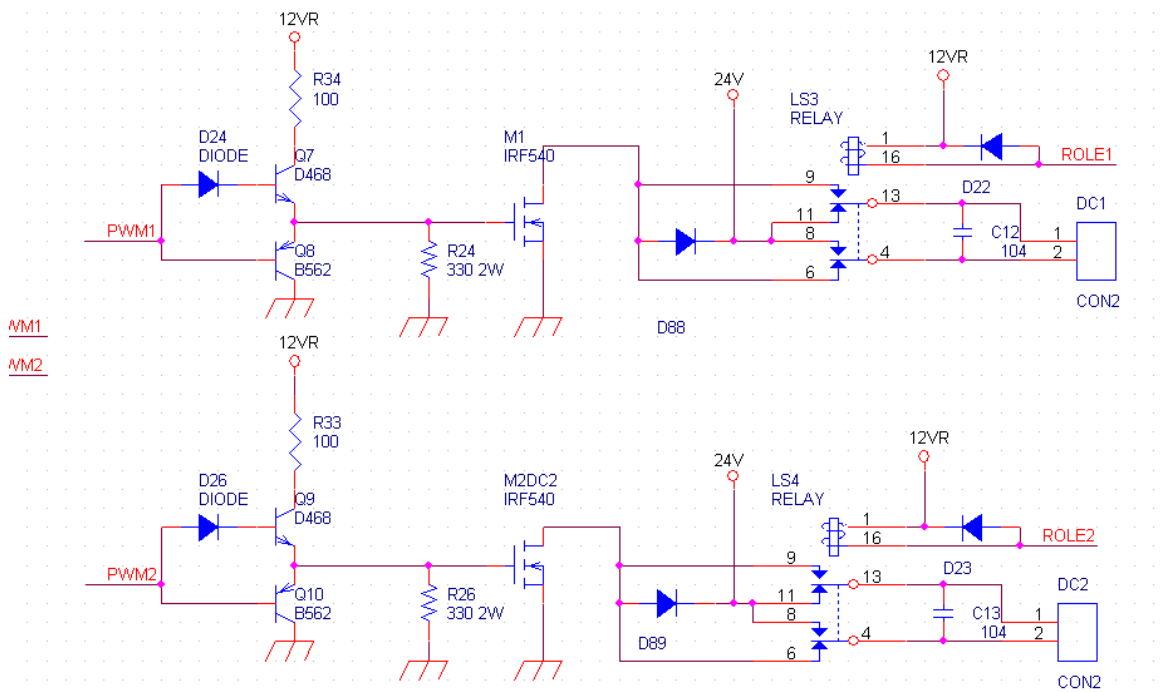 12VR
R34
100
D24
DIODE
Q7
D468
PWM1
Q8
B562
R24
330 2W
M1
IRF540
24V
LS3
RELAY
12VR
1
16
ROLE1
9
13
D22
DC1
11
8
C12
104
1
2
4
6
CON2
D88
WM1
WM2
12VR
R33
100
D26
DIODE
Q9
D468
PWM2
Q10
B562
R26
330 2W
M2DC2
IRF540
24V
LS4
RELAY
12VR
1
16
ROLE2
9
13
D23
DC2
11
8
C13
104
1
2
4
6
D89
CON2